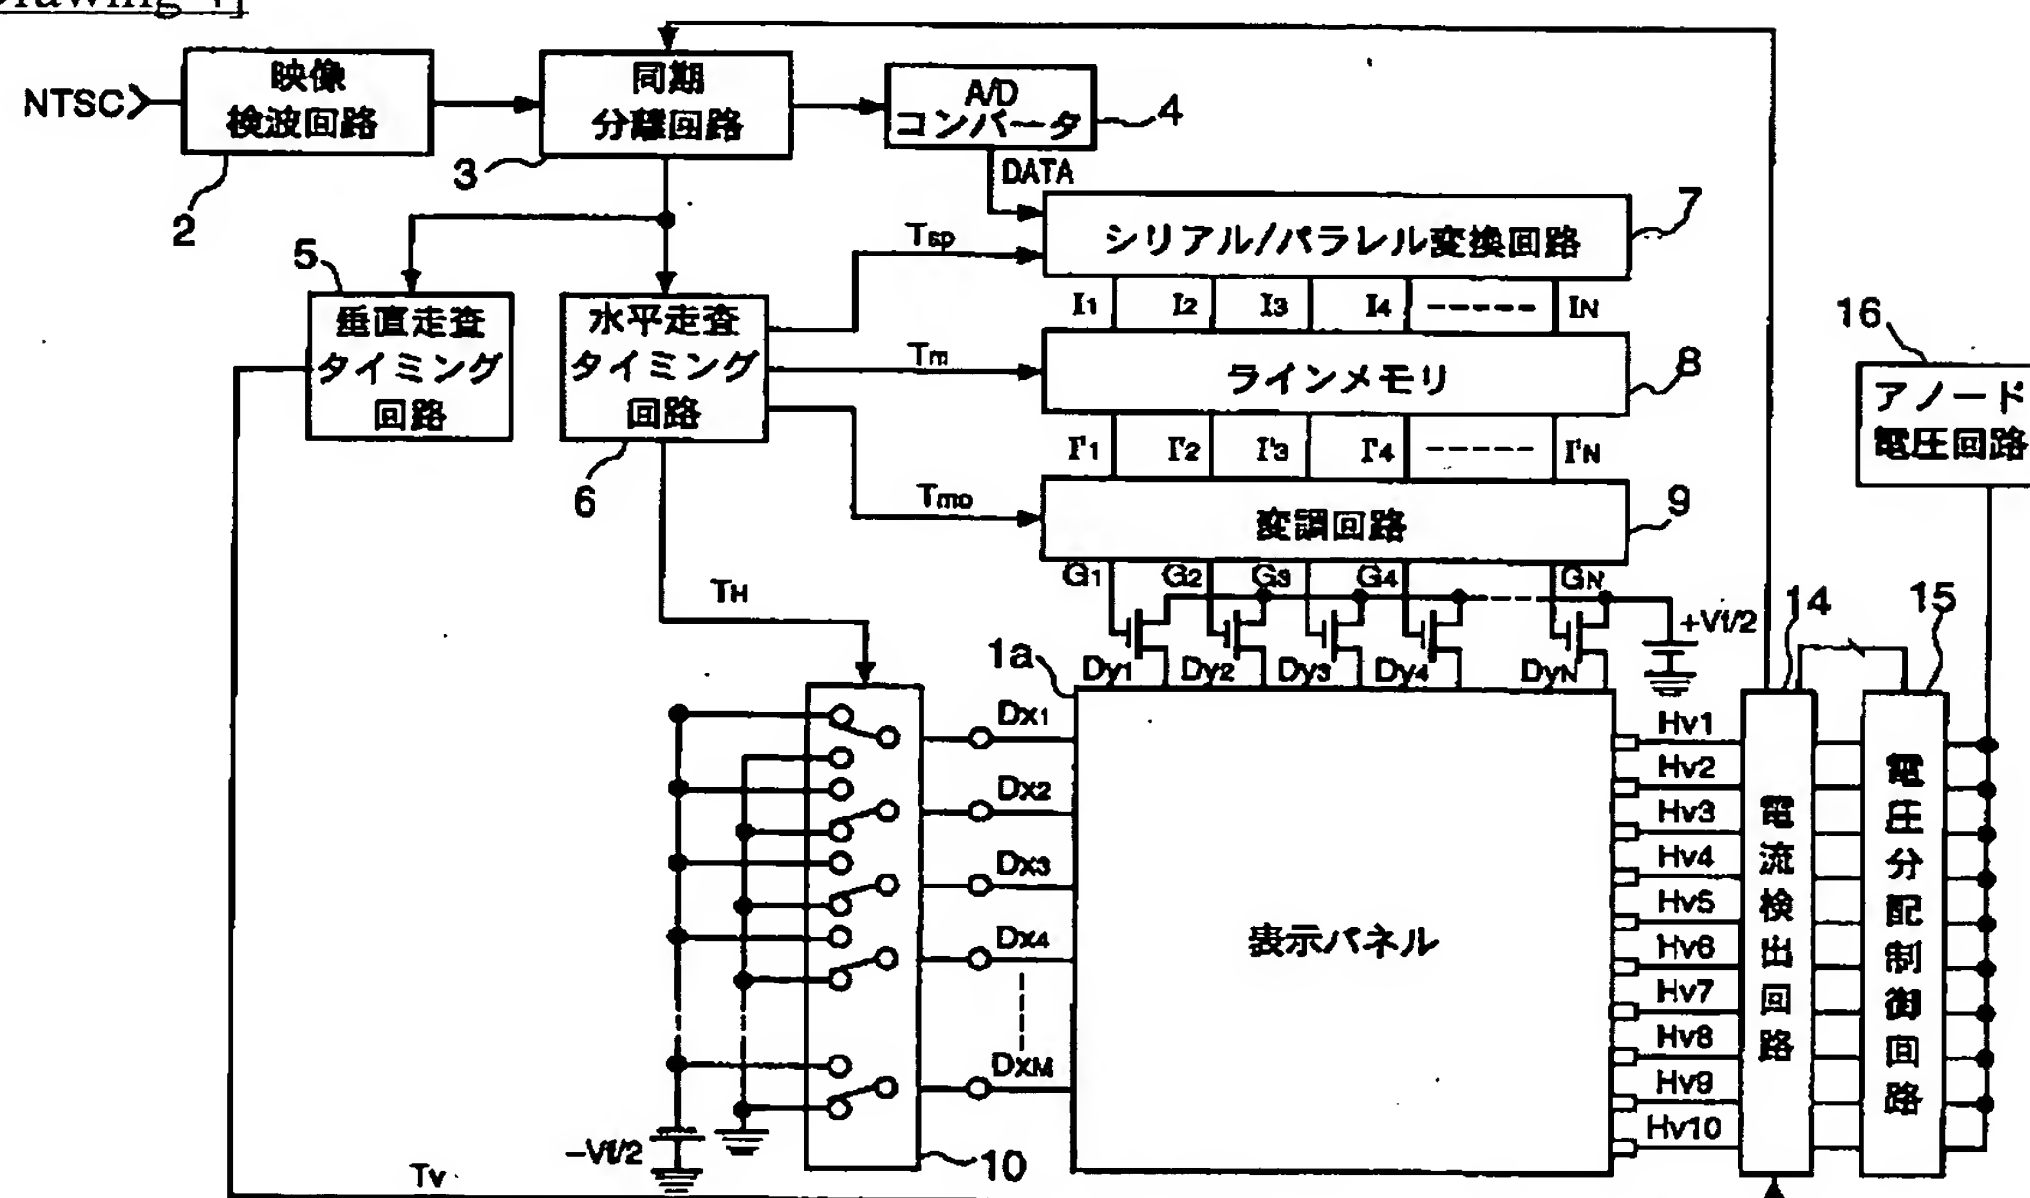 NTSC
映像
検波回路
2
同期
分離回路
3
A/D
コンバータ
4
DATA
5
垂直走査
タイミング
回路
水平走査
タイミング
回路
6
Tsp
Tm
Tmo
TH
シリアル/パラレル変換回路
7
I1 I2 I3 I4 IN
ラインメモリ
8
I'1 I'2 I'3 I'4 I'N
変調回路
9
G1 G2 G3 G4 GN
+Vf/2
14
15
16
アノード
電圧回路
1a
Dy1 Dy2 Dy3 Dy4 DyN
Dx1
Dx2
Dx3
Dx4
DxM
表示パネル
Hv1
Hv2
Hv3
Hv4
Hv5
Hv6
Hv7
Hv8
Hv9
Hv10
電流検出回路
電圧分配制御回路
-Vf/2
10
Tv